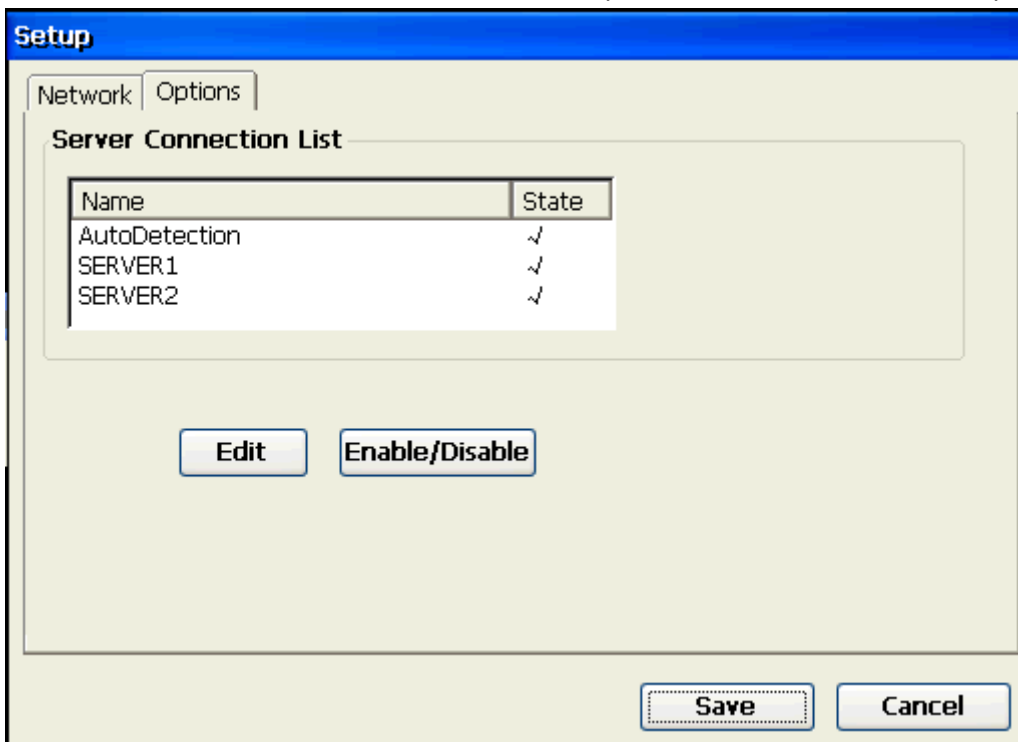 Setup
Network Options
Server Connection List
Name State
AutoDetection √
SERVER1 √
SERVER2 √
Edit Enable/Disable
Save Cancel